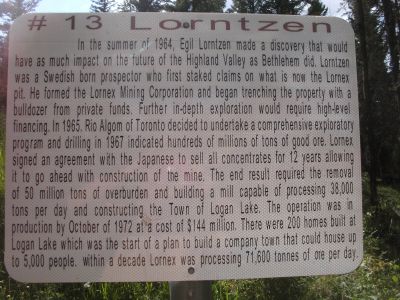 # 13 Lorntzen
In the summer of 1964, Egil Lorntzen made a discovery that would
have as much impact on the future of the Highland Valley as Bethlehem did. Lorntzen
was a Swedish born prospector who first staked claims on what is now the Lornex
pit. He formed the Lornex Mining Corporation and began trenching the property with a
bulldozer from private funds. Further in-depth exploration would require high-level
financing. In 1965, Rio Algom of Toronto decided to undertake a comprehensive exploratory
program and drilling in 1967 indicated hundreds of millions of tons of good ore. Lornex
signed an agreement with the Japanese to sell all concentrates for 12 years allowing
it to go ahead with construction of the mine. The end result required the removal
of 50 million tons of overburden and building a mill capable of processing 38,000
tons per day and constructing the Town of Logan Lake. The operation was in
production by October of 1972 at a cost of $144 million. There were 200 homes built at
Logan Lake which was the start of a plan to build a company town that could house up
to 5,000 people. within a decade Lornex was processing 71,600 tonnes of ore per day.